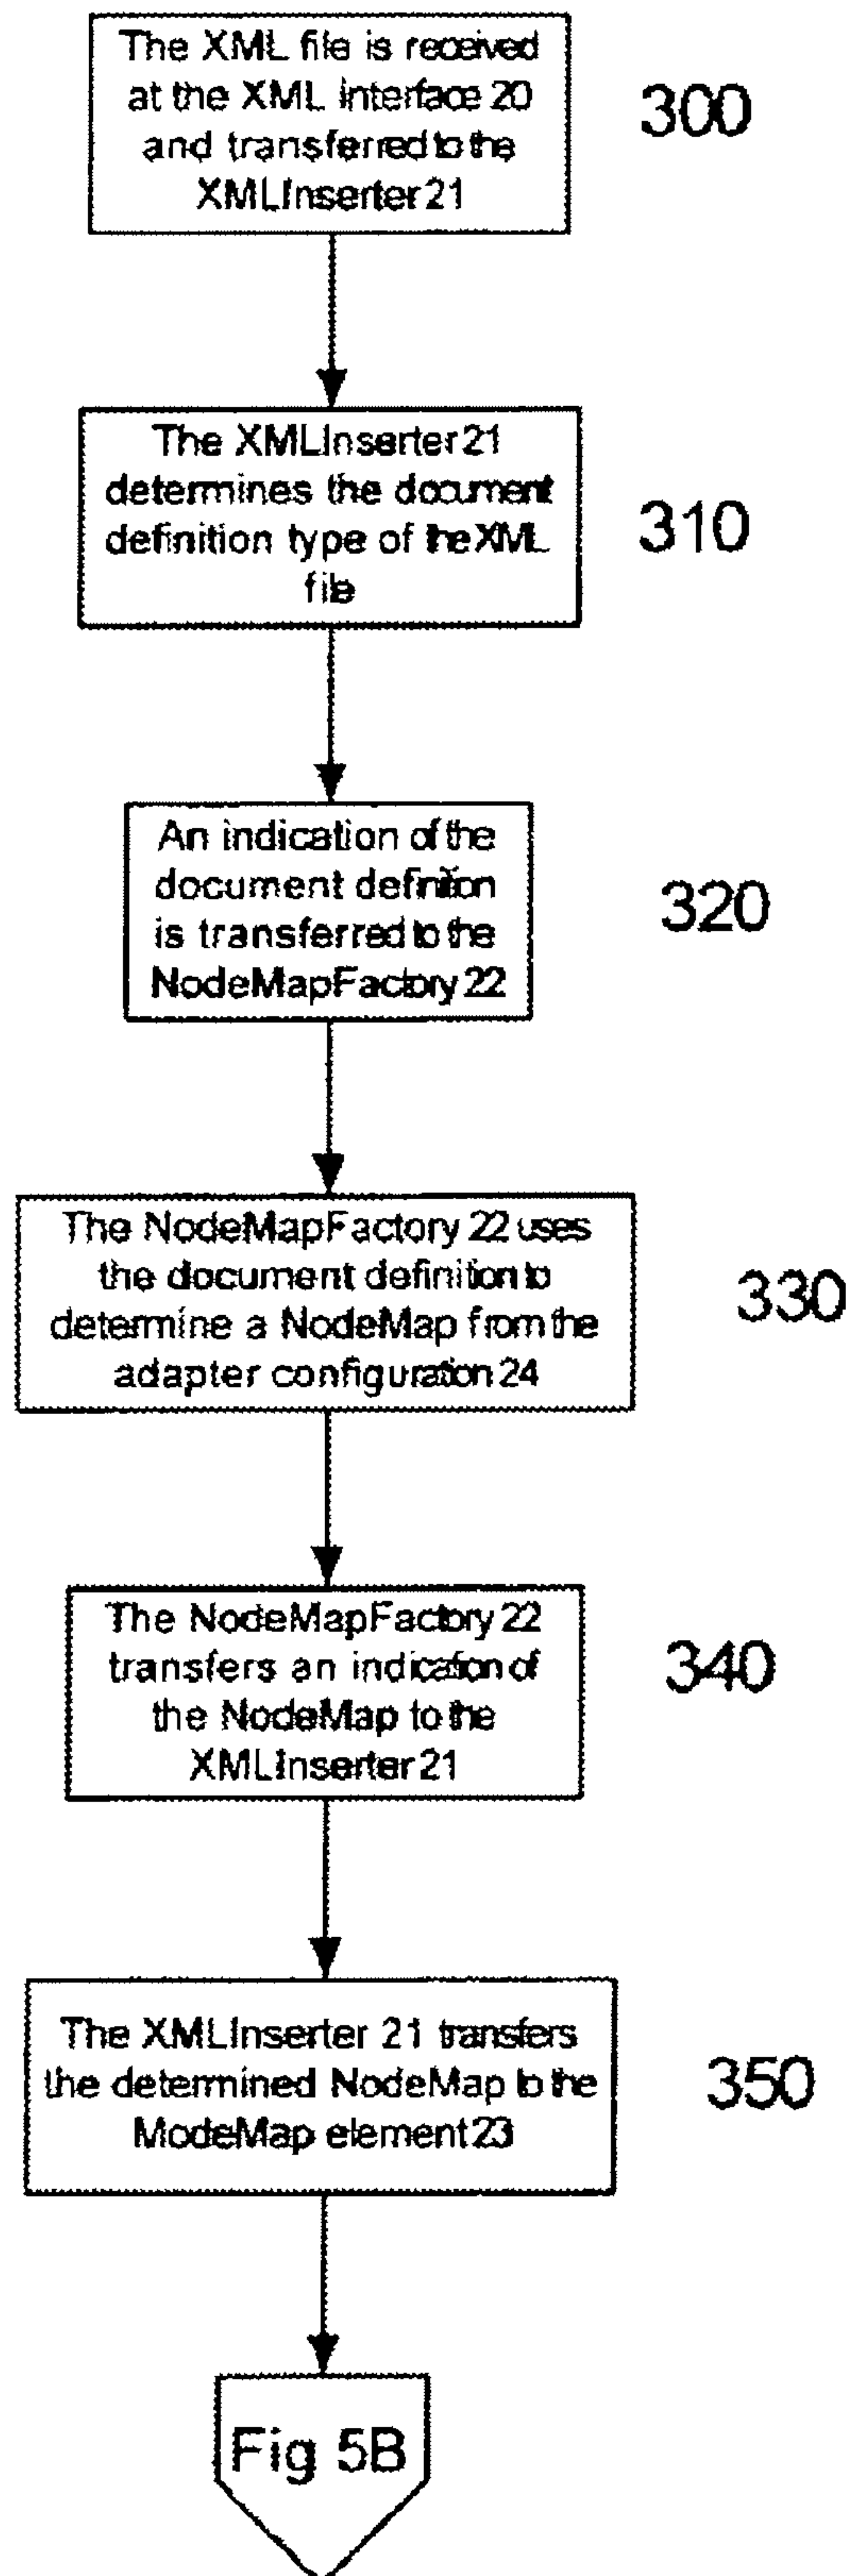 The XML file is received
at the XML interface 20
and transferred to the
XMLInserter 21
300
The XMLInserter 21
determines the document
definition type of the XML
file
310
An indication of the
document definition
is transferred to the
NodeMapFactory 22
320
The NodeMapFactory 22 uses
the document definition to
determine a NodeMap from the
adapter configuration 24
330
The NodeMapFactory 22
transfers an indication of
the NodeMap to the
XMLInserter 21
340
The XMLInserter 21 transfers
the determined NodeMap to the
ModeMap element 23
350
Fig 5B